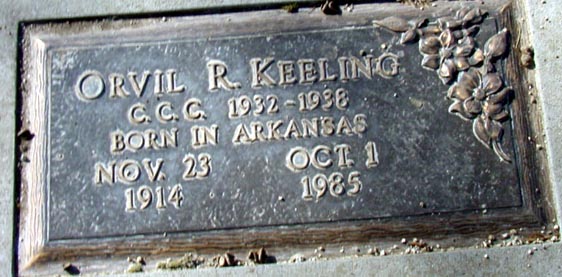 ORVIL R. KEELING
C.C.C. 1932-1938
BORN IN ARKANSAS
NOV. 23 OCT. 1
1914 1985